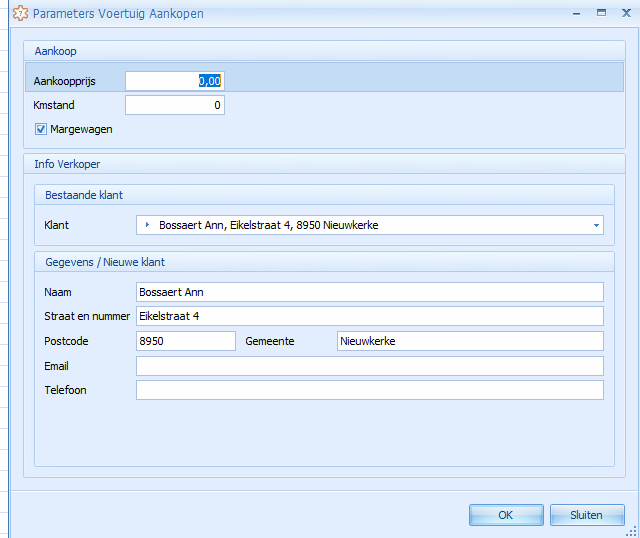 Parameters Voertuig Aankopen
Aankoop
Aankoopprijs 0,00
Kmstand 0
Margewagen
Info Verkoper
Bestaande klant
Klant Bossaert Ann, Eikelstraat 4, 8950 Nieuwkerke
Gegevens / Nieuwe klant
Naam Bossaert Ann
Straat en nummer Eikelstraat 4
Postcode 8950 Gemeente Nieuwkerke
Email
Telefoon
OK Sluiten